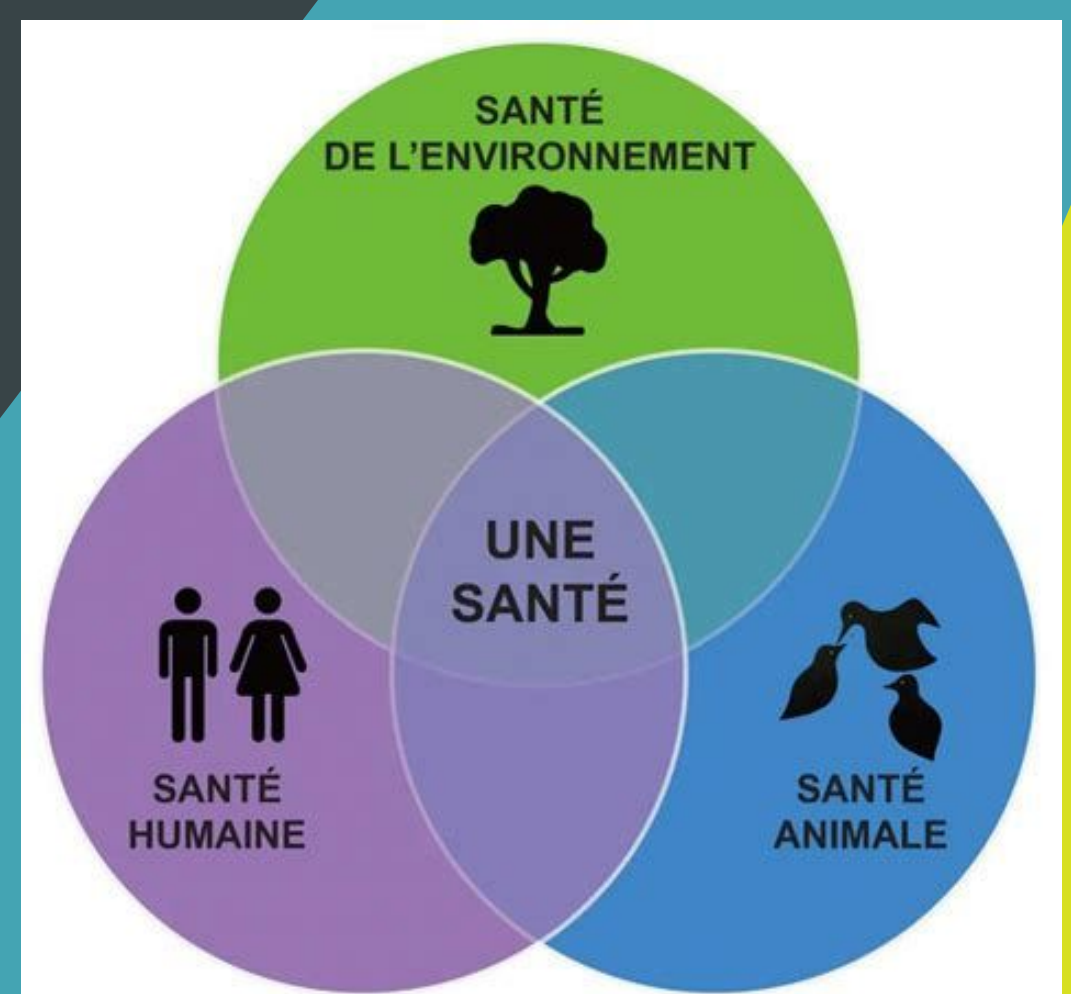 SANTÉ
DE L'ENVIRONNEMENT
UNE
SANTÉ
SANTÉ
HUMAINE
SANTÉ
ANIMALE